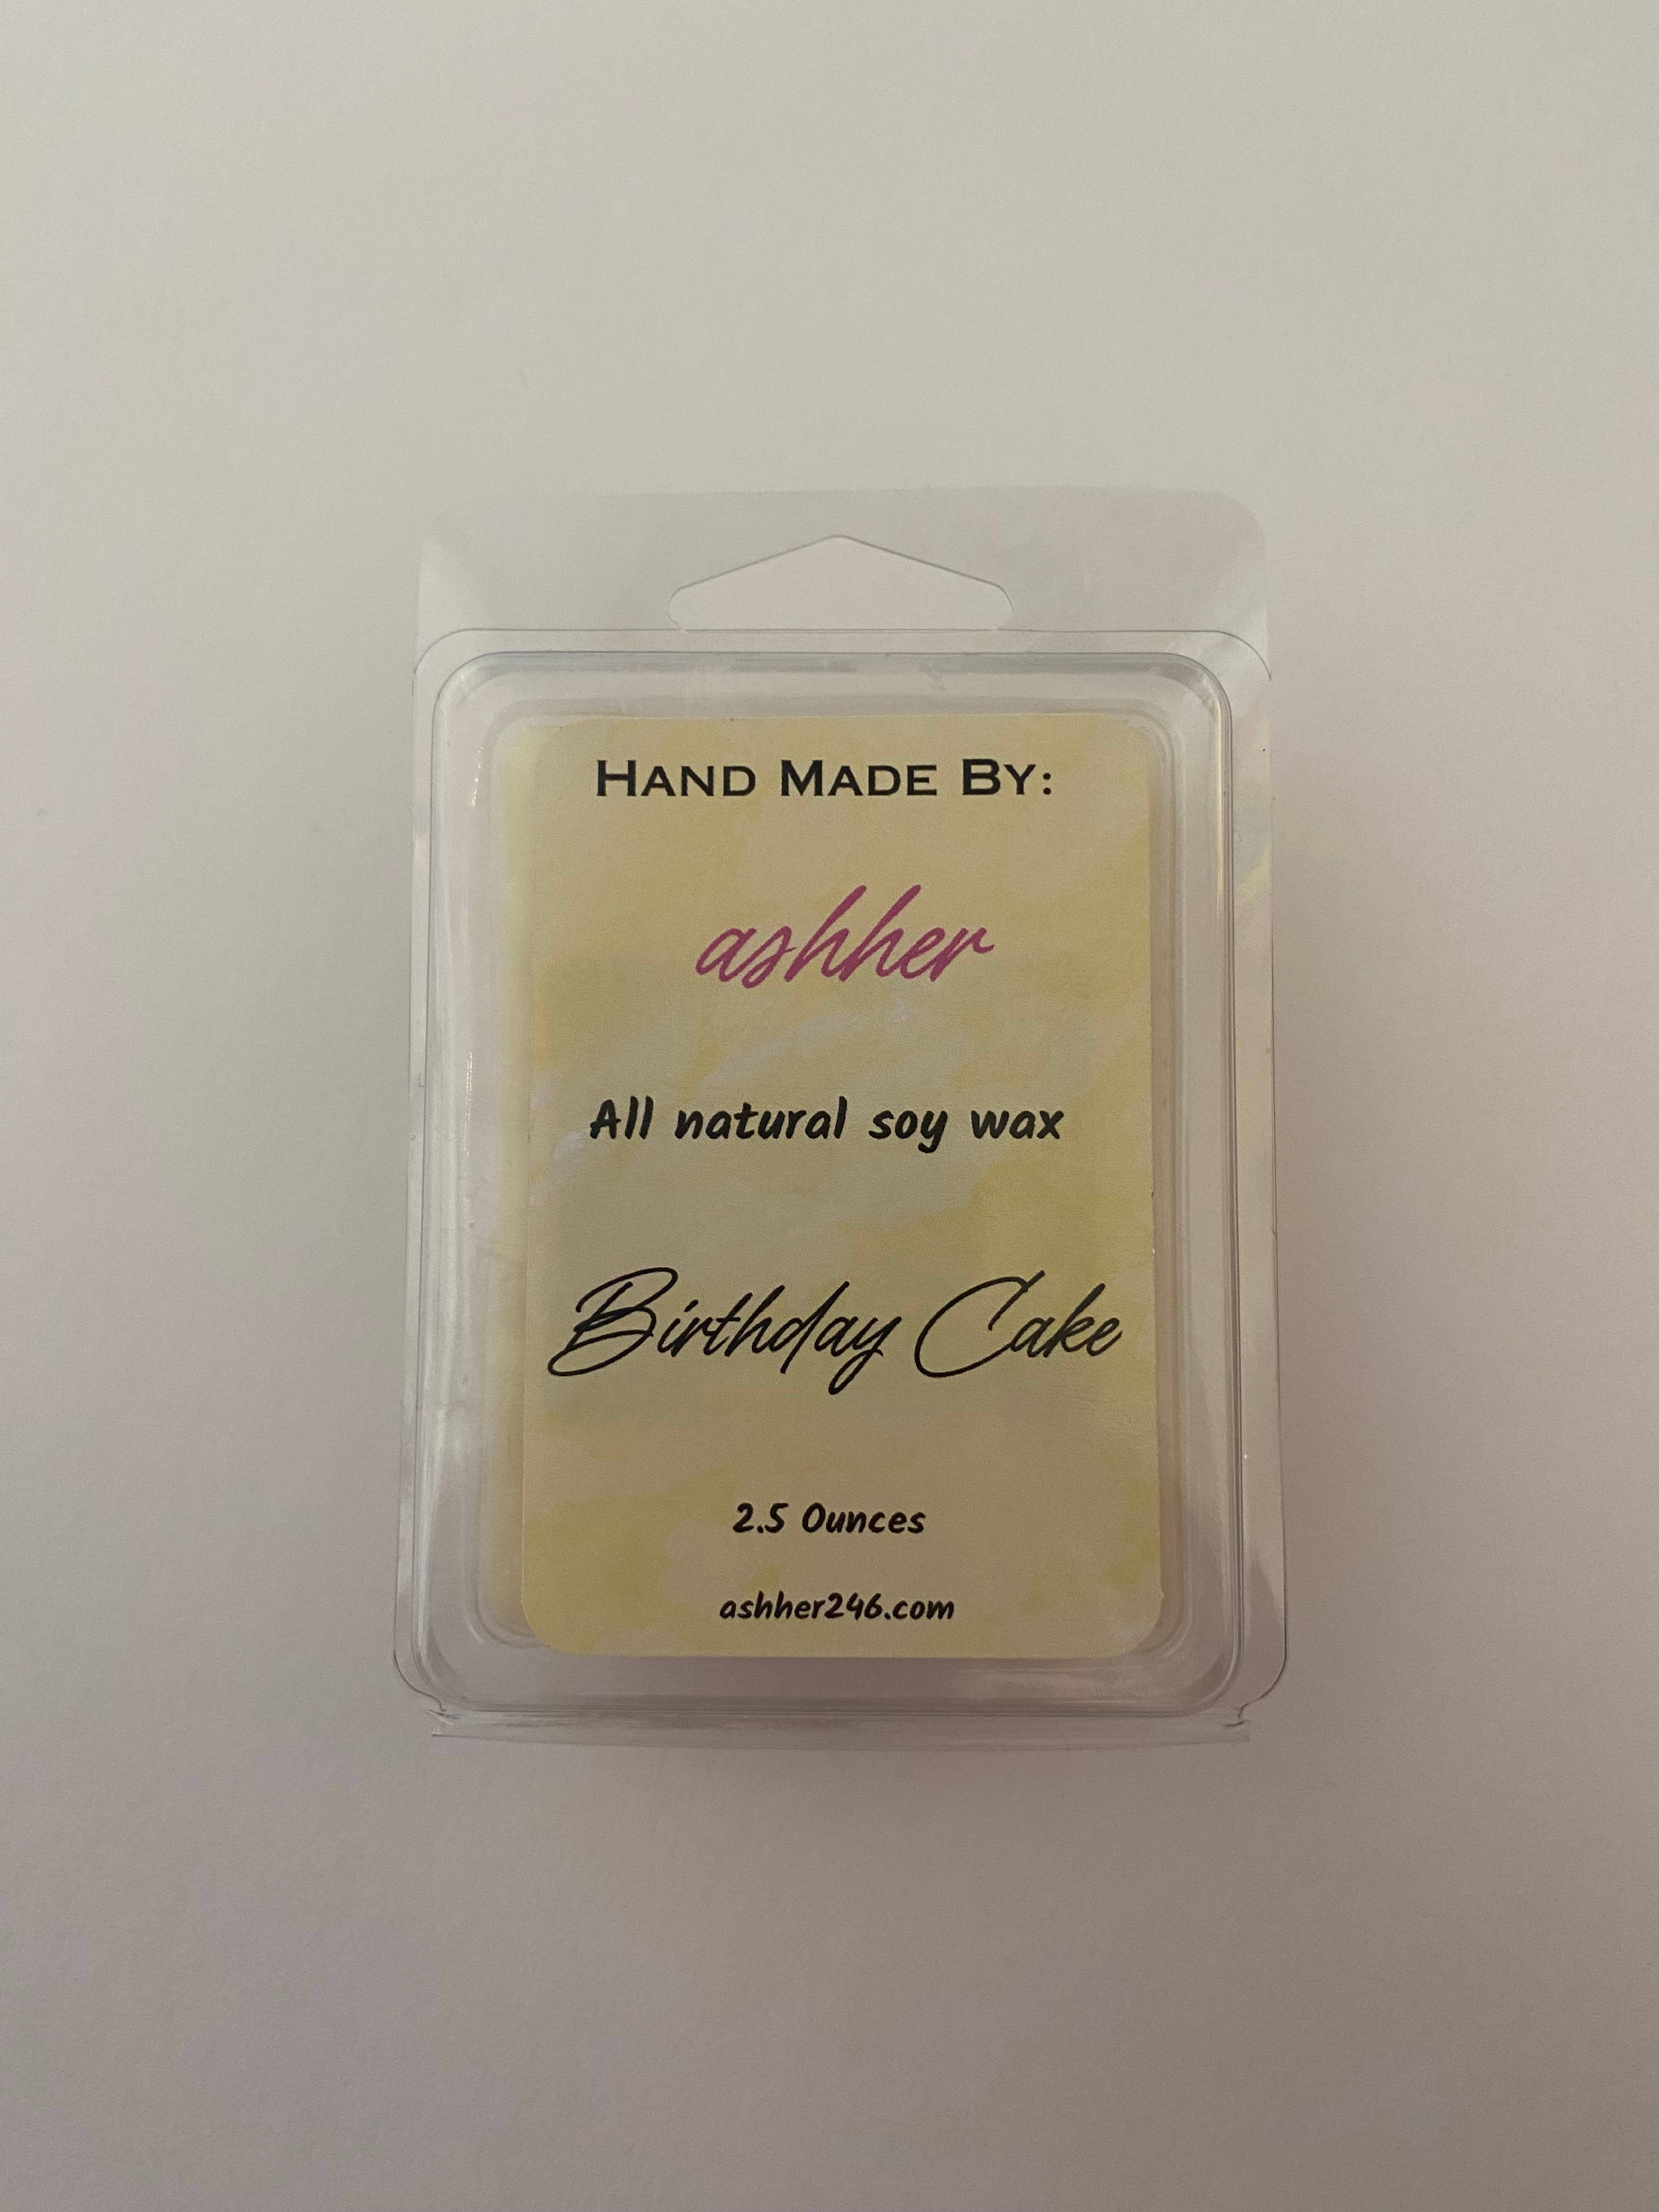 HAND MADE BY:
ashher
All natural soy wax
Birthday Cake
2.5 Ounces
ashher246.com